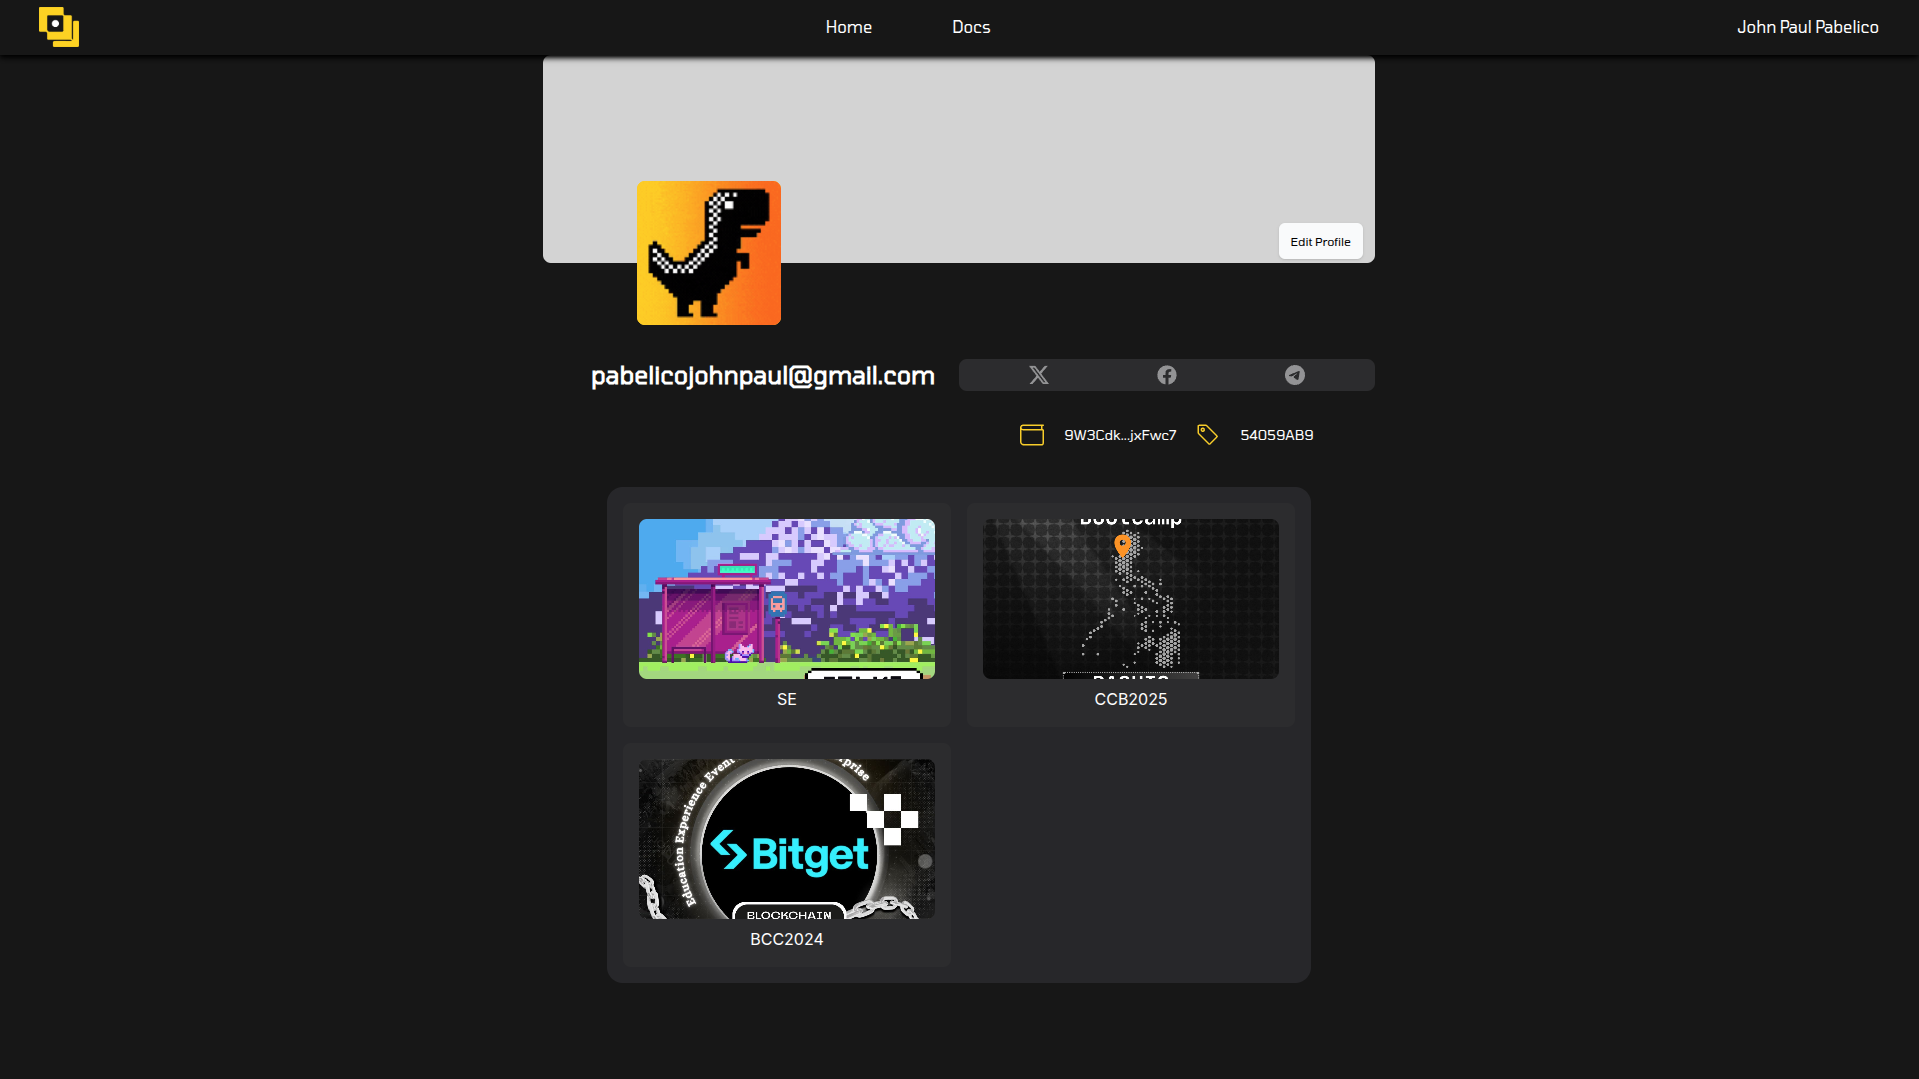 Home
Docs
John Paul Pabelico
Edit Profile
pabelicojohnpaul@gmail.com
9W3Cdk...jxFwc7
54059AB9
Bootcamp
SE
CCB2025
Education Experience Event
Bitget
BLOCKCHAIN
BCC2024